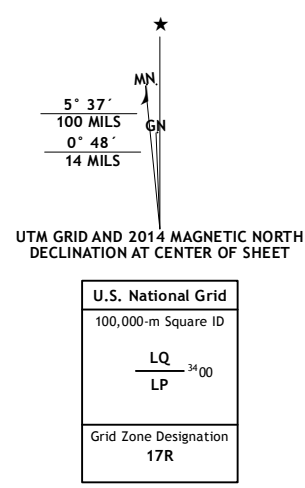 ★
MN
5° 37´
100 MILS
GN
0° 48´
14 MILS
UTM GRID AND 2014 MAGNETIC NORTH
DECLINATION AT CENTER OF SHEET
U.S. National Grid
100,000-m Square ID
LQ
³⁴00
LP
Grid Zone Designation
17R